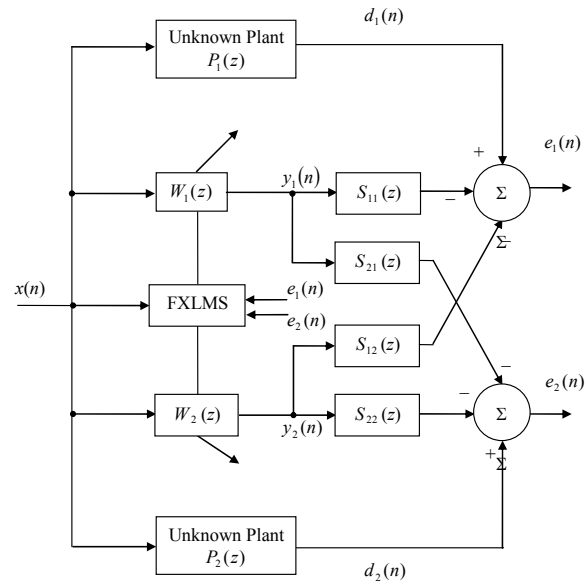 d₁(n)
Unknown Plant
P₁(z)
e₁(n)
+
W₁(z)
y₁(n)
S₁₁(z)
−
Σ
Σ−
S₂₁(z)
x(n)
FXLMS
e₁(n)
e₂(n)
S₁₂(z)
−
e₂(n)
W₂(z)
y₂(n)
S₂₂(z)
−
Σ
+
Σ
Unknown Plant
P₂(z)
d₂(n)